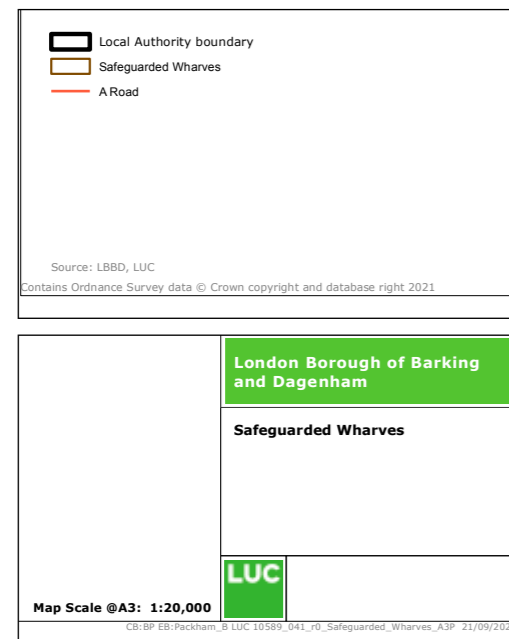 Local Authority boundary
Safeguarded Wharves
A Road
Source: LBBD, LUC
Contains Ordnance Survey data © Crown copyright and database right 2021
London Borough of Barking
and Dagenham
Safeguarded Wharves
LUC
Map Scale @A3: 1:20,000
CB:BP EB:Packham_B LUC 10589_041_r0_Safeguarded_Wharves_A3P 21/09/202